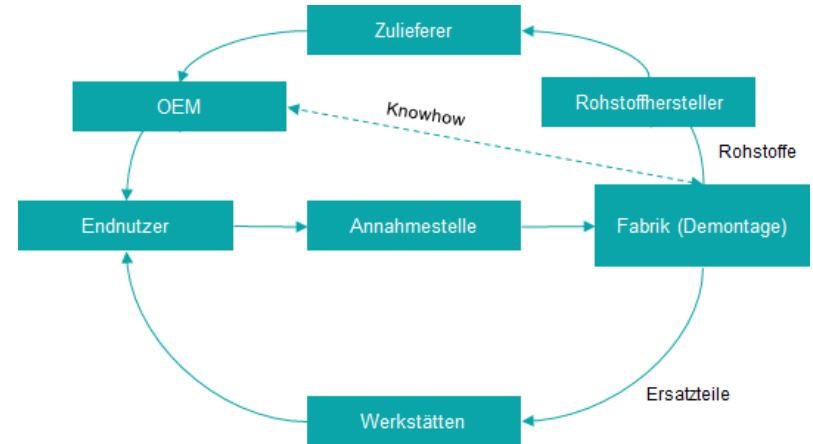 Zulieferer
OEM
Knowhow
Rohstoffhersteller
Rohstoffe
Endnutzer
Annahmestelle
Fabrik (Demontage)
Ersatzteile
Werkstätten